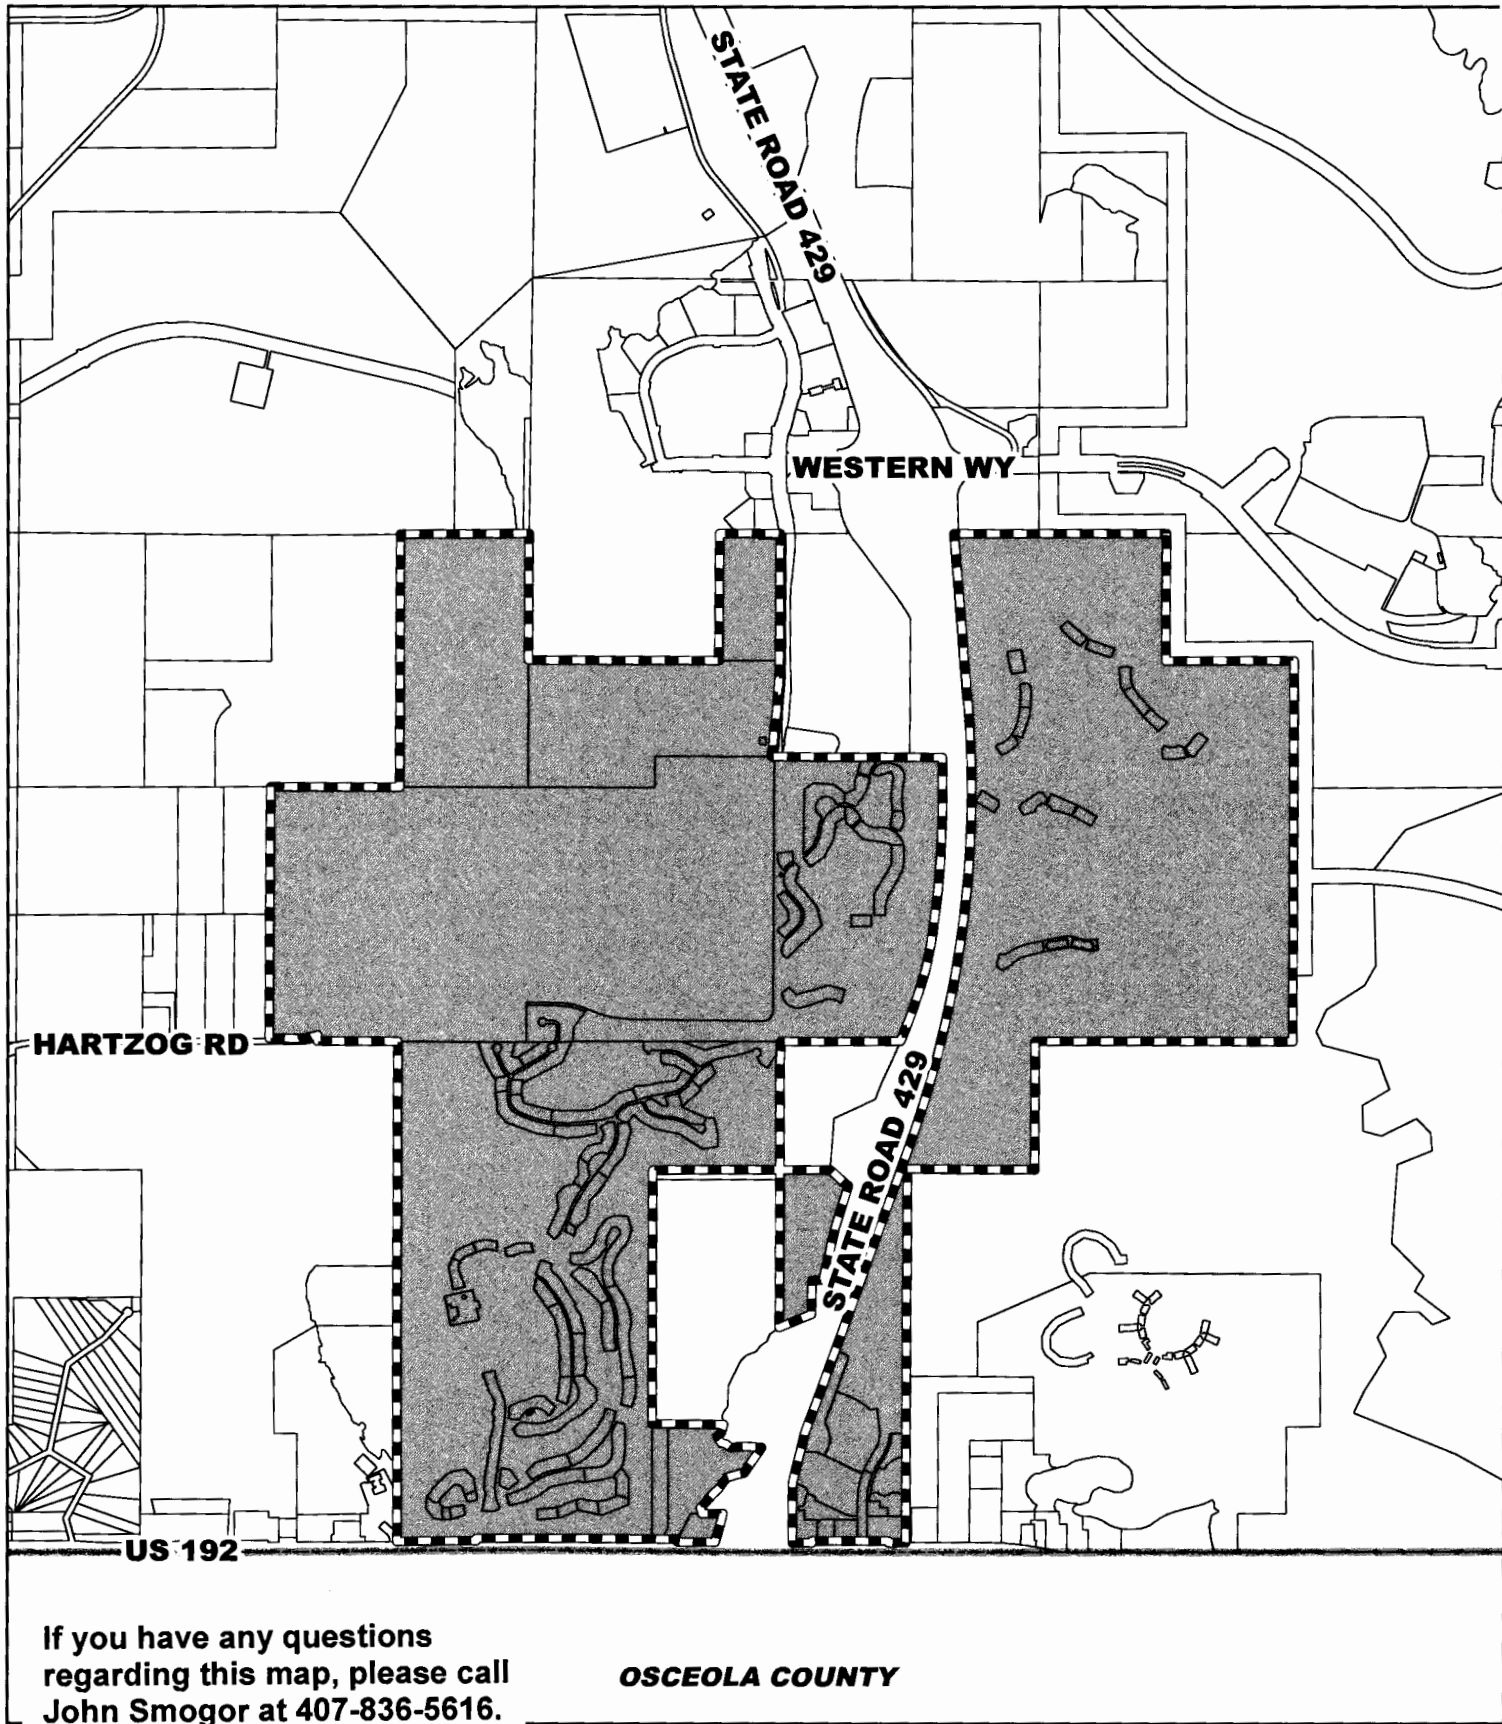 STATE ROAD 429
WESTERN WY
HARTZOG RD
STATE ROAD 429
US 192
If you have any questions
regarding this map, please call
John Smogor at 407-836-5616.
OSCEOLA COUNTY